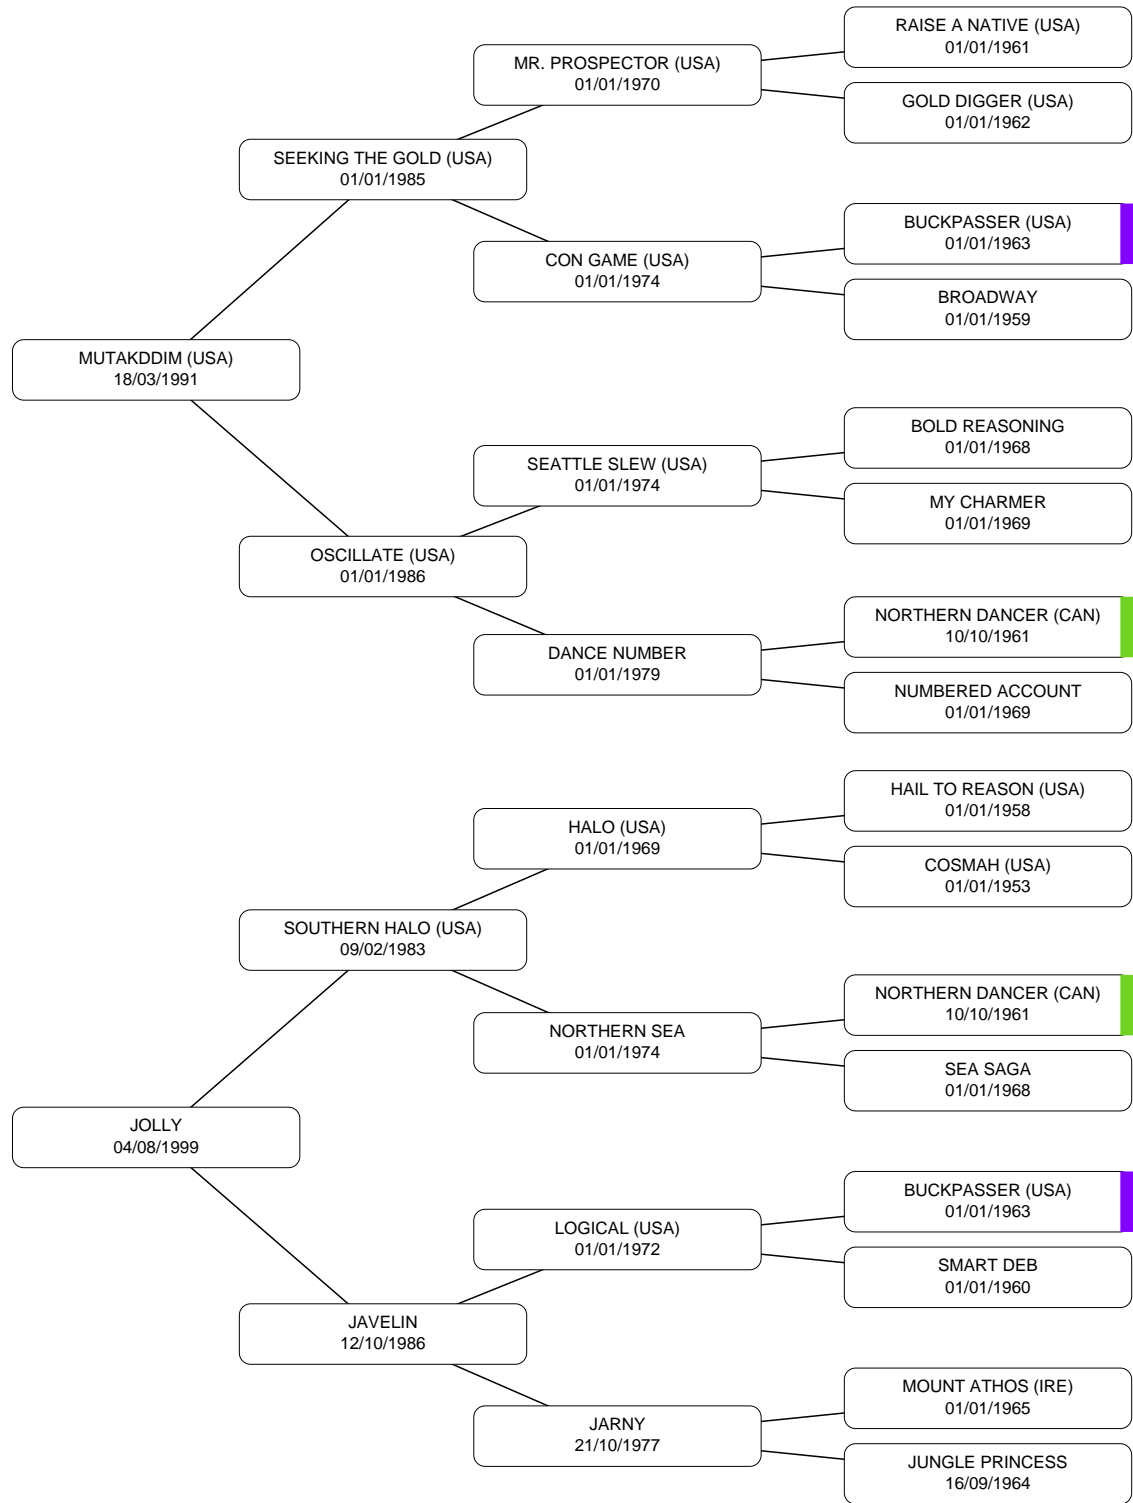 RAISE A NATIVE (USA)
01/01/1961
MR. PROSPECTOR (USA)
01/01/1970
GOLD DIGGER (USA)
01/01/1962
SEEKING THE GOLD (USA)
01/01/1985
BUCKPASSER (USA)
01/01/1963
CON GAME (USA)
01/01/1974
BROADWAY
01/01/1959
MUTAKDDIM (USA)
18/03/1991
BOLD REASONING
01/01/1968
SEATTLE SLEW (USA)
01/01/1974
MY CHARMER
01/01/1969
OSCILLATE (USA)
01/01/1986
NORTHERN DANCER (CAN)
10/10/1961
DANCE NUMBER
01/01/1979
NUMBERED ACCOUNT
01/01/1969
HAIL TO REASON (USA)
01/01/1958
HALO (USA)
01/01/1969
COSMAH (USA)
01/01/1953
SOUTHERN HALO (USA)
09/02/1983
NORTHERN DANCER (CAN)
10/10/1961
NORTHERN SEA
01/01/1974
SEA SAGA
01/01/1968
JOLLY
04/08/1999
BUCKPASSER (USA)
01/01/1963
LOGICAL (USA)
01/01/1972
SMART DEB
01/01/1960
JAVELIN
12/10/1986
MOUNT ATHOS (IRE)
01/01/1965
JARNY
21/10/1977
JUNGLE PRINCESS
16/09/1964